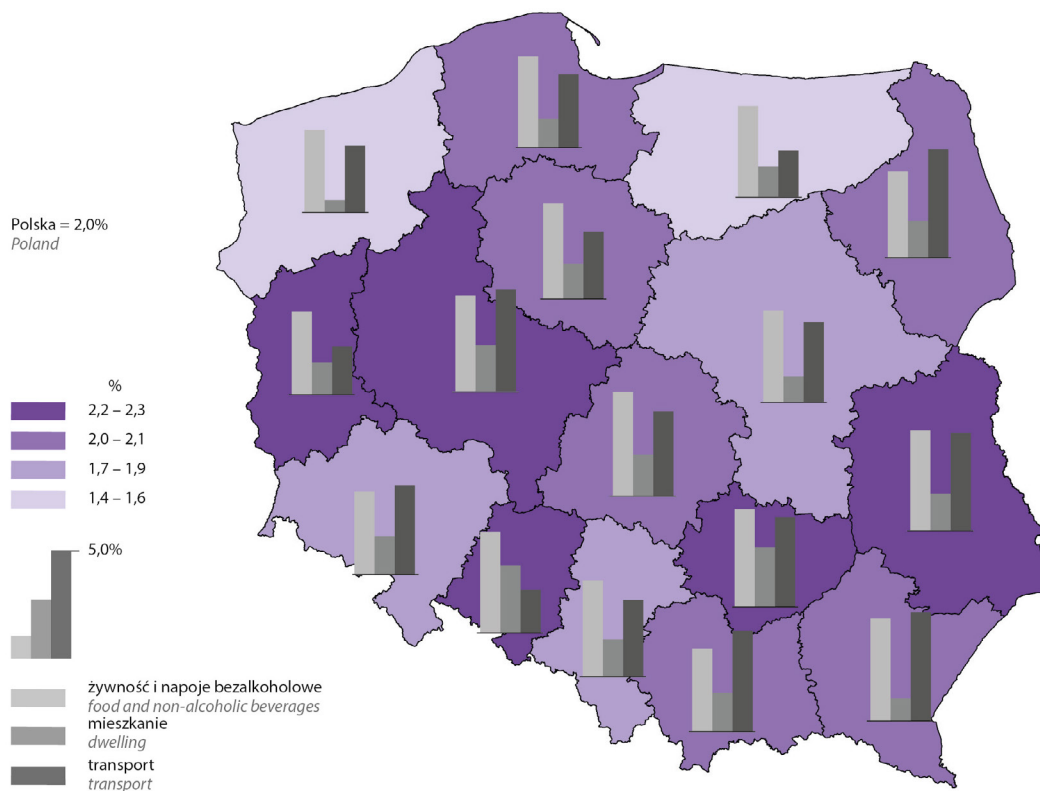 Polska = 2,0%
Poland
%
2,2 – 2,3
2,0 – 2,1
1,7 – 1,9
1,4 – 1,6
5,0%
żywność i napoje bezalkoholowe
food and non-alcoholic beverages
mieszkanie
dwelling
transport
transport